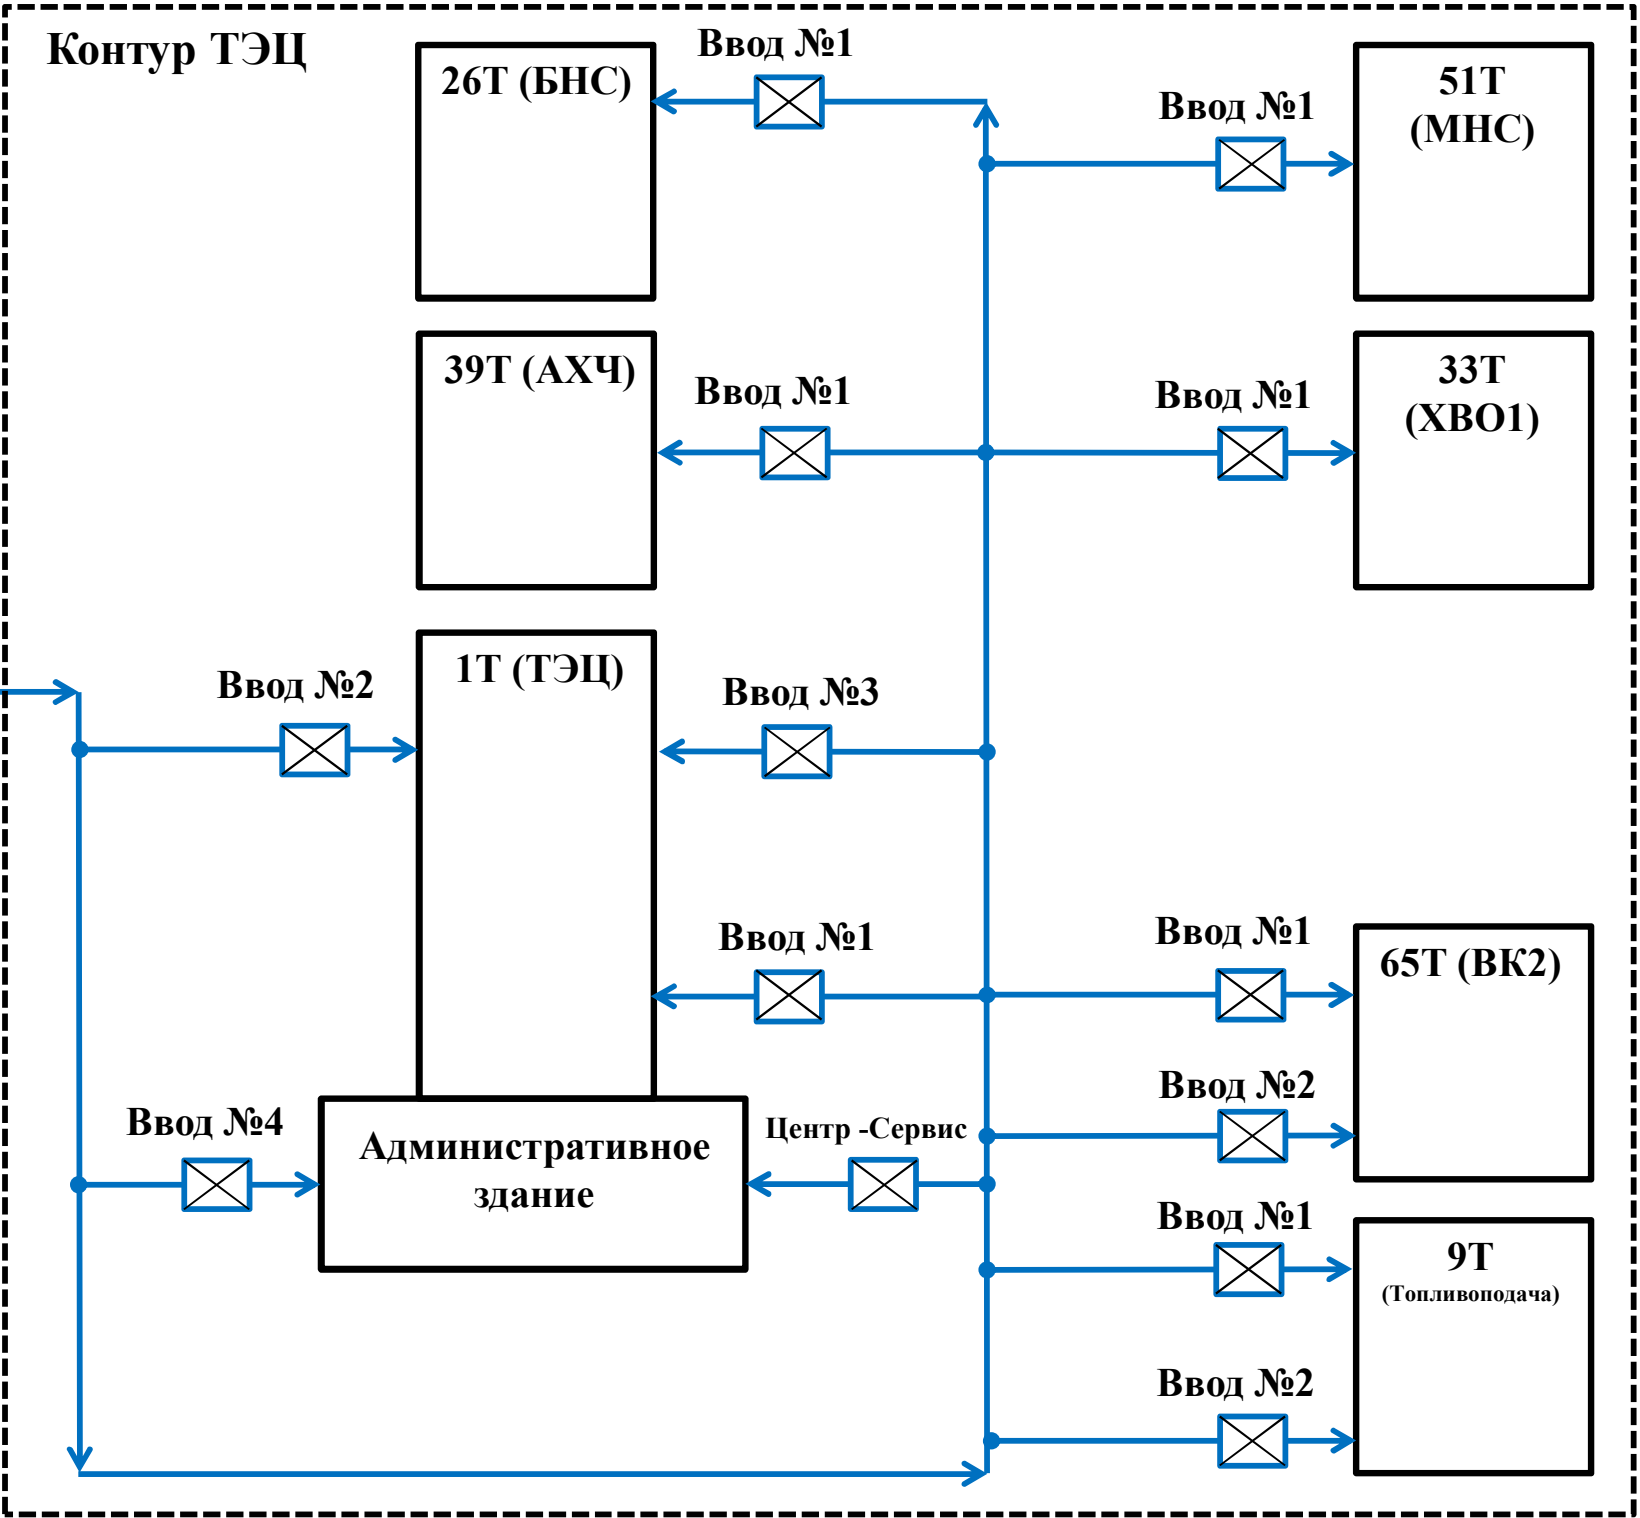 Контур ТЭЦ
26Т (БНС)
Ввод №1
Ввод №1
51Т
(МНС)
39Т (АХЧ)
Ввод №1
Ввод №1
33Т
(ХВО1)
Ввод №2
1Т (ТЭЦ)
Ввод №3
Ввод №1
Ввод №1
65Т (ВК2)
Ввод №2
Ввод №4
Административное
здание
Центр -Сервис
Ввод №1
9Т
(Топливоподача)
Ввод №2